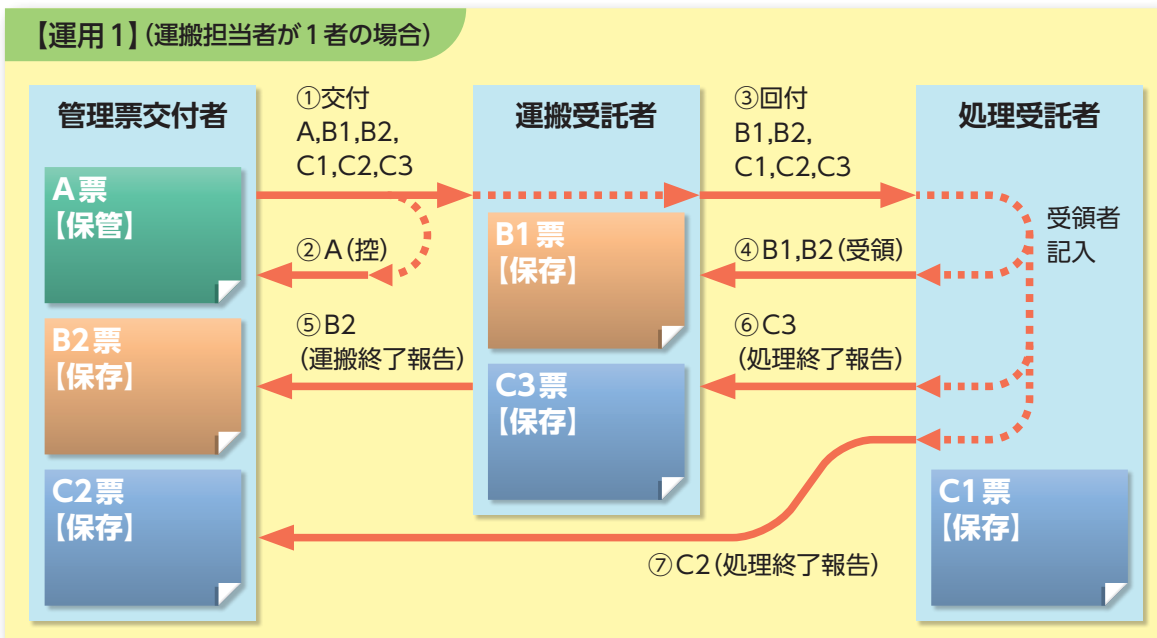 【運用1】(運搬担当者が1者の場合)
管理票交付者
A票
【保管】
B2票
【保存】
C2票
【保存】
①交付
A,B1,B2,
C1,C2,C3
②A(控)
⑤B2
(運搬終了報告)
運搬受託者
B1票
【保存】
C3票
【保存】
③回付
B1,B2,
C1,C2,C3
④B1,B2(受領)
⑥C3
(処理終了報告)
⑦C2(処理終了報告)
処理受託者
受領者
記入
C1票
【保存】